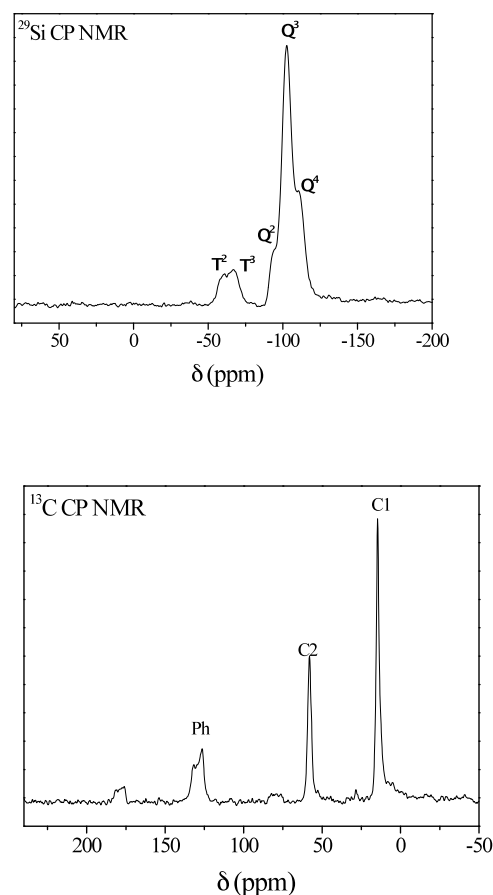 ²⁹Si CP NMR
Q³
Q⁴
Q²
T² T³
50 0 -50 -100 -150 -200
δ (ppm)
¹³C CP NMR
C1
C2
Ph
200 150 100 50 0 -50
δ (ppm)